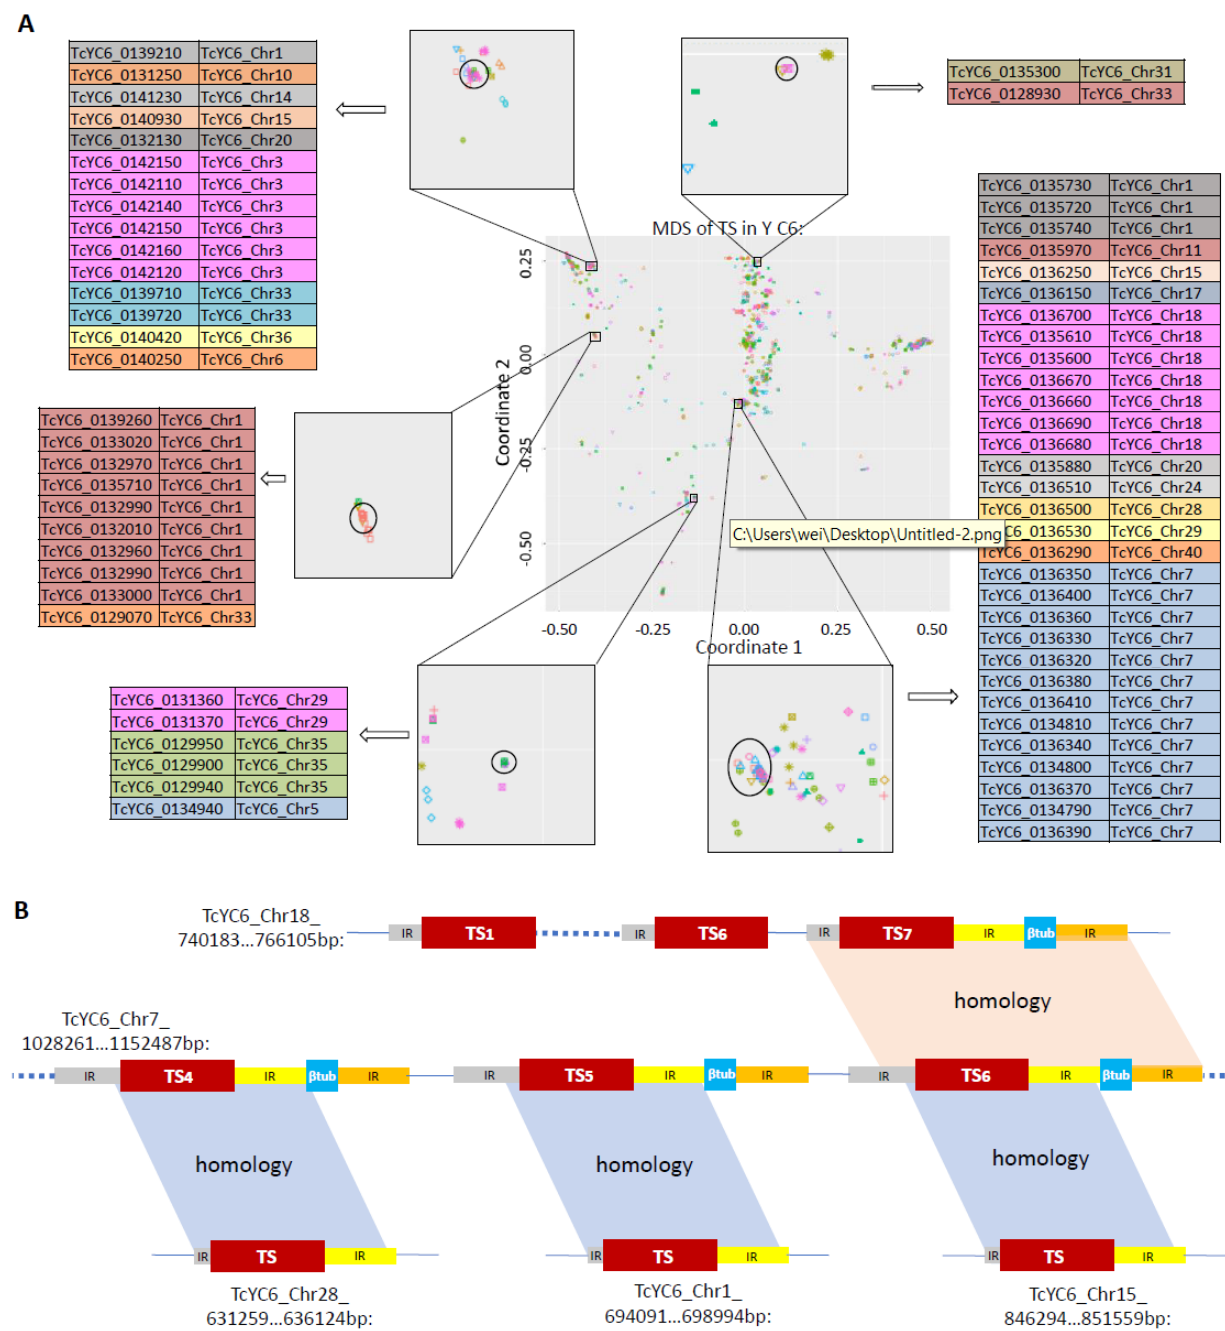 A
TcYC6_0139210 TcYC6_Chr1
TcYC6_0131250 TcYC6_Chr10
TcYC6_0141230 TcYC6_Chr14
TcYC6_0140930 TcYC6_Chr15
TcYC6_0132130 TcYC6_Chr20
TcYC6_0142150 TcYC6_Chr3
TcYC6_0142110 TcYC6_Chr3
TcYC6_0142140 TcYC6_Chr3
TcYC6_0142150 TcYC6_Chr3
TcYC6_0142160 TcYC6_Chr3
TcYC6_0142120 TcYC6_Chr3
TcYC6_0139710 TcYC6_Chr33
TcYC6_0139720 TcYC6_Chr33
TcYC6_0140420 TcYC6_Chr36
TcYC6_0140250 TcYC6_Chr6
TcYC6_0135300 TcYC6_Chr31
TcYC6_0128930 TcYC6_Chr33
TcYC6_0139260 TcYC6_Chr1
TcYC6_0133020 TcYC6_Chr1
TcYC6_0132970 TcYC6_Chr1
TcYC6_0135710 TcYC6_Chr1
TcYC6_0132990 TcYC6_Chr1
TcYC6_0132010 TcYC6_Chr1
TcYC6_0132960 TcYC6_Chr1
TcYC6_0132990 TcYC6_Chr1
TcYC6_0133000 TcYC6_Chr1
TcYC6_0129070 TcYC6_Chr33
MDS of TS in Y C6:
Coordinate 2
0.25
0.00
-0.25
-0.50
C:\Users\wei\Desktop\Untitled-2.png
-0.50 -0.25 0.00 0.25 0.50
Coordinate 1
TcYC6_0135730 TcYC6_Chr1
TcYC6_0135720 TcYC6_Chr1
TcYC6_0135740 TcYC6_Chr1
TcYC6_0135970 TcYC6_Chr11
TcYC6_0136250 TcYC6_Chr15
TcYC6_0136150 TcYC6_Chr17
TcYC6_0136700 TcYC6_Chr18
TcYC6_0135610 TcYC6_Chr18
TcYC6_0135600 TcYC6_Chr18
TcYC6_0136670 TcYC6_Chr18
TcYC6_0136660 TcYC6_Chr18
TcYC6_0136690 TcYC6_Chr18
TcYC6_0136680 TcYC6_Chr18
TcYC6_0135880 TcYC6_Chr20
TcYC6_0136510 TcYC6_Chr24
TcYC6_0136500 TcYC6_Chr28
TcYC6_0136530 TcYC6_Chr29
TcYC6_0136290 TcYC6_Chr40
TcYC6_0136350 TcYC6_Chr7
TcYC6_0136400 TcYC6_Chr7
TcYC6_0136360 TcYC6_Chr7
TcYC6_0136330 TcYC6_Chr7
TcYC6_0136320 TcYC6_Chr7
TcYC6_0136380 TcYC6_Chr7
TcYC6_0136410 TcYC6_Chr7
TcYC6_0134810 TcYC6_Chr7
TcYC6_0136340 TcYC6_Chr7
TcYC6_0134800 TcYC6_Chr7
TcYC6_0136370 TcYC6_Chr7
TcYC6_0134790 TcYC6_Chr7
TcYC6_0136390 TcYC6_Chr7
TcYC6_0131360 TcYC6_Chr29
TcYC6_0131370 TcYC6_Chr29
TcYC6_0129950 TcYC6_Chr35
TcYC6_0129900 TcYC6_Chr35
TcYC6_0129940 TcYC6_Chr35
TcYC6_0134940 TcYC6_Chr5
B
TcYC6_Chr18_
740183...766105bp:
IR TS1 IR TS6 IR TS7 IR βtub IR
homology
TcYC6_Chr7_
1028261...1152487bp:
IR TS4 IR βtub IR IR TS5 IR βtub IR IR TS6 IR βtub IR
homology homology homology
IR TS IR IR TS IR IR TS IR
TcYC6_Chr28_
631259...636124bp:
TcYC6_Chr1_
694091...698994bp:
TcYC6_Chr15_
846294...851559bp: